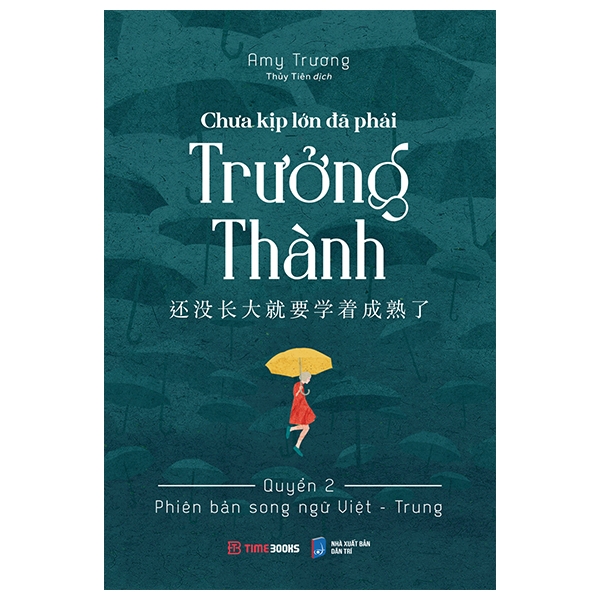 Amy Trương
Thủy Tiên dịch
Chưa kịp lớn đã phải
Trưởng
Thành
还没长大就要学着成熟了
Quyển 2
Phiên bản song ngữ Việt - Trung
TIMEBOOKS
NHÀ XUẤT BẢN
DÂN TRÍ